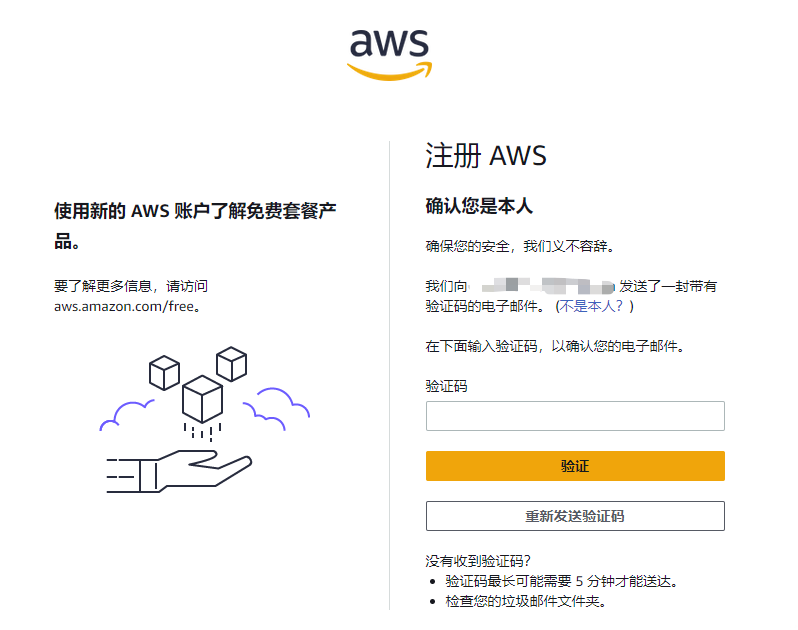 aws
使用新的 AWS 账户了解免费套餐产
品。
要了解更多信息，请访问
aws.amazon.com/free。
注册 AWS
确认您是本人
确保您的安全，我们义不容辞。
我们向 发送了一封带有
验证码的电子邮件。 (不是本人？)
在下面输入验证码，以确认您的电子邮件。
验证码
验证
重新发送验证码
没有收到验证码?
• 验证码最长可能需要 5 分钟才能送达。
• 检查您的垃圾邮件文件夹。